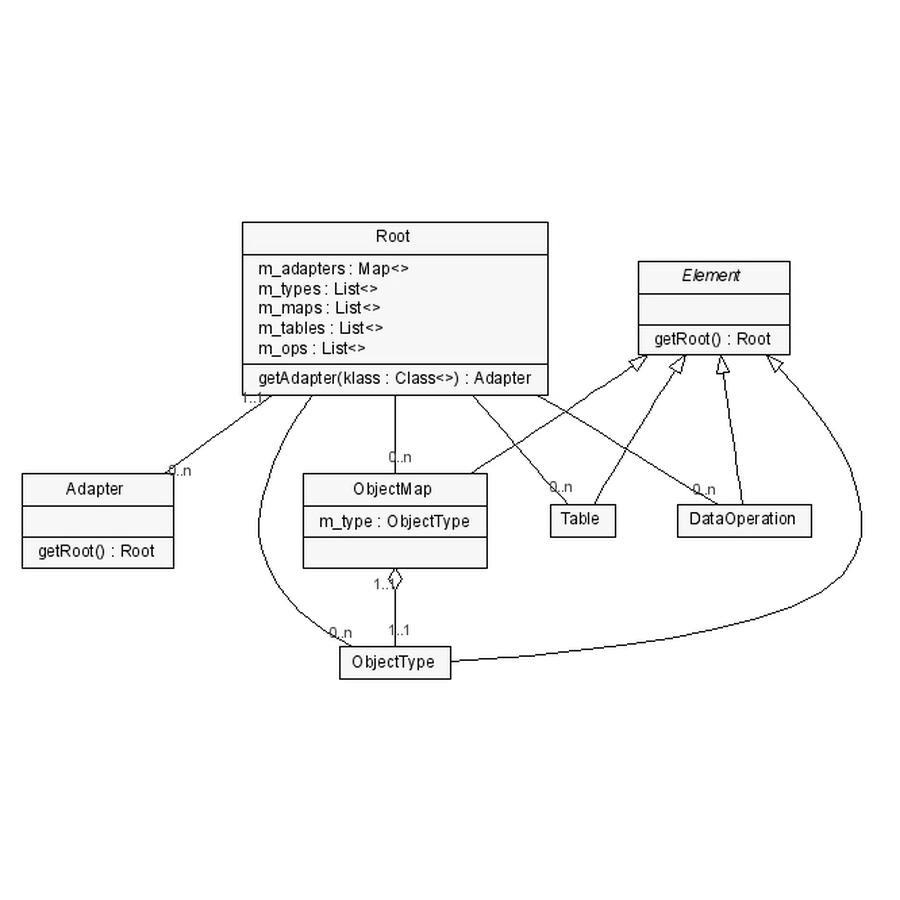 Root
m_adapters : Map<>
m_types : List<>
m_maps : List<>
m_tables : List<>
m_ops : List<>
getAdapter(klass : Class<>) : Adapter
Element
getRoot() : Root
1..1
0..n
0..n
0..n
0..n
Adapter
getRoot() : Root
ObjectMap
m_type : ObjectType
Table
DataOperation
1..1
1..1
0..n
ObjectType